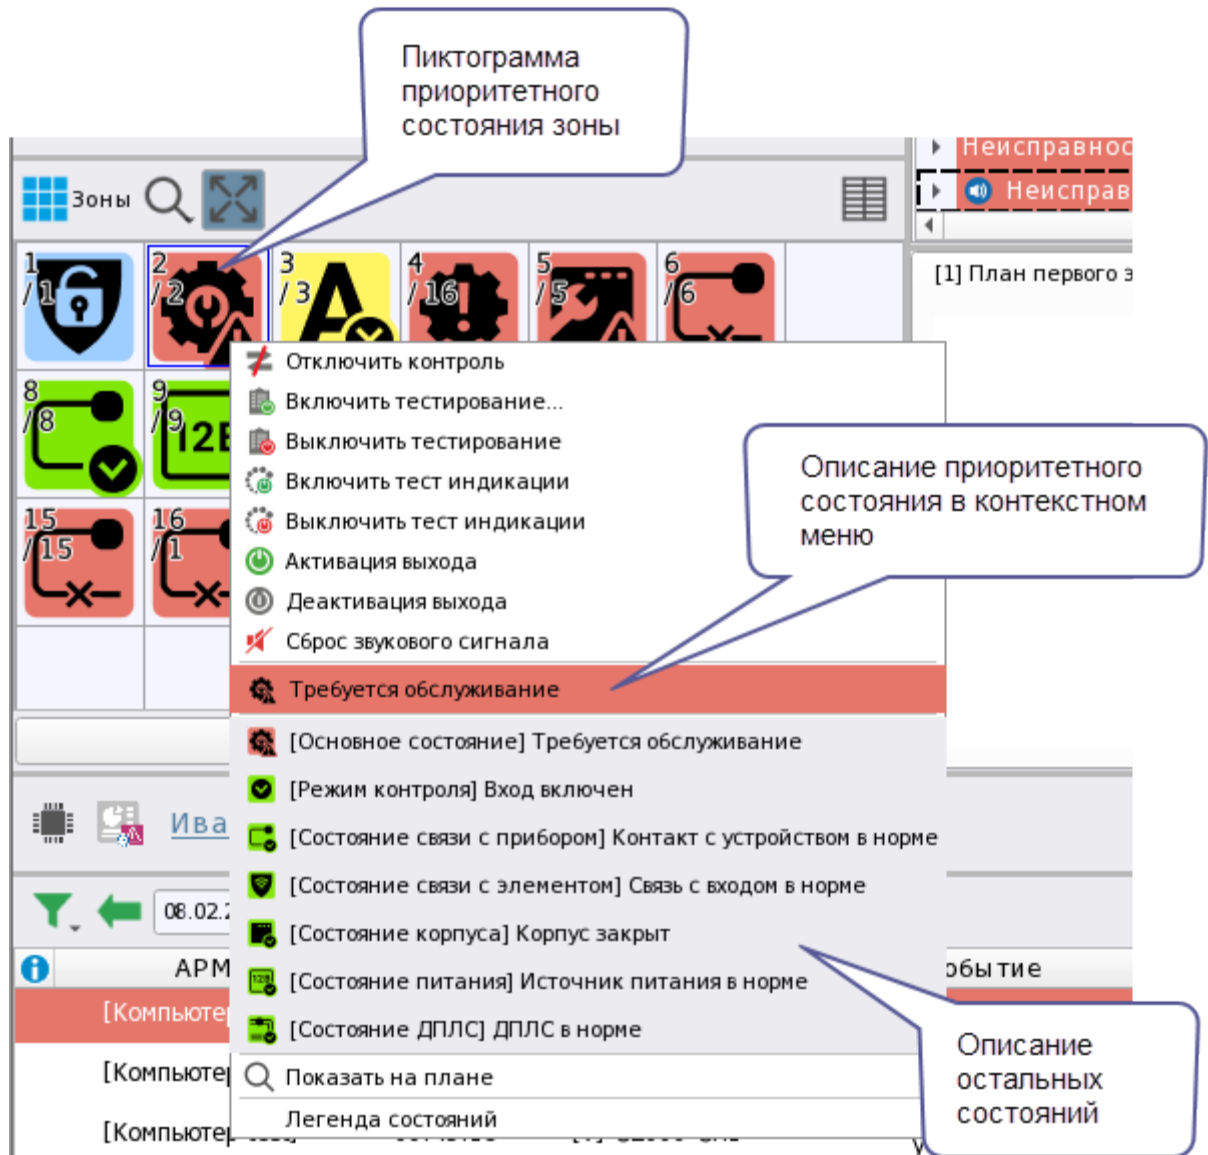 Пиктограмма
приоритетного
состояния зоны
Неисправнос
Зоны
Неисправ
1
/ 1
2
/ 2
3
/ 3
4
/ 16
5
/ 5
6
/6
[1] План первого э
Отключить контроль
8
/8
9
/9
12В
Включить тестирование...
Выключить тестирование
Описание приоритетного
состояния в контекстном
меню
Включить тест индикации
15
/15
16
/1
Выключить тест индикации
Активация выхода
Деактивация выхода
Сброс звукового сигнала
Требуется обслуживание
[Основное состояние] Требуется обслуживание
[Режим контроля] Вход включен
Ива
[Состояние связи с прибором] Контакт с устройством в норме
[Состояние связи с элементом] Связь с входом в норме
08.02.2
[Состояние корпуса] Корпус закрыт
АРМ
обытие
[Состояние питания] Источник питания в норме
[Компьютер
[Состояние ДПЛС] ДПЛС в норме
Описание
остальных
состояний
[Компьютер
Показать на плане
Легенда состояний
[Компьютер